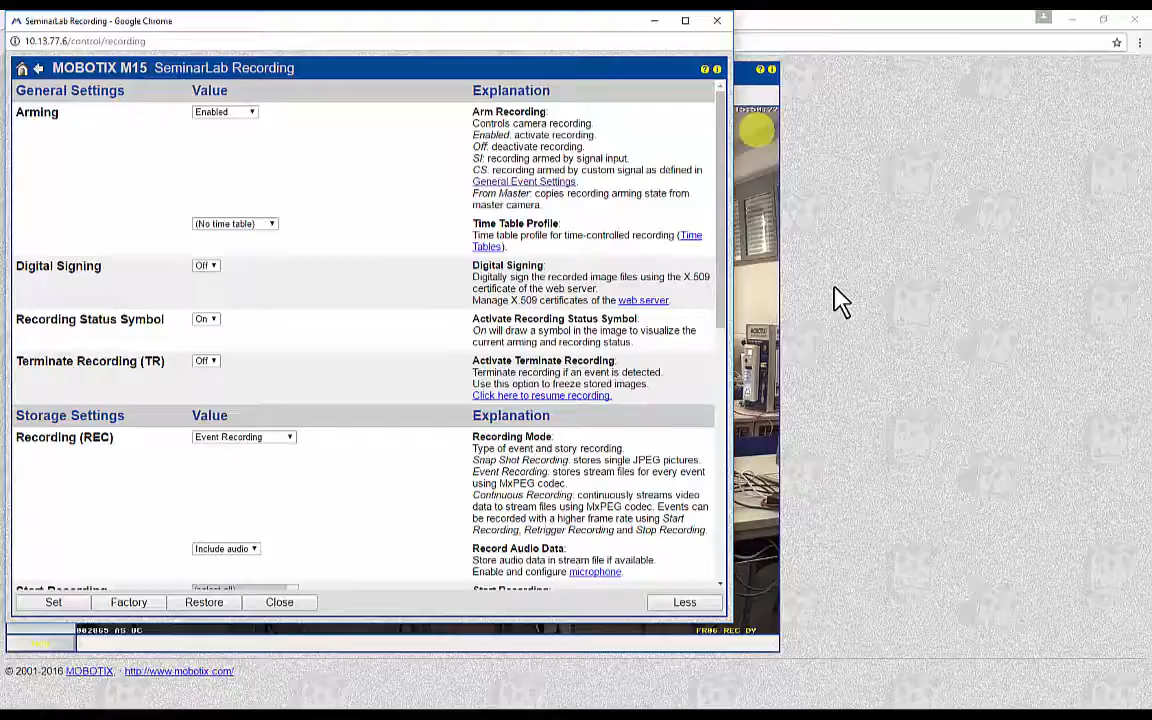 SeminarLab Recording - Google Chrome
10.13.77.6/control/recording
MOBOTIX M15 SeminarLab Recording
General Settings Value Explanation
Arming Enabled Arm Recording:
Controls camera recording.
Enabled: activate recording.
Off: deactivate recording.
SI: recording armed by signal input.
CS: recording armed by custom signal as defined in
General Event Settings.
From Master: copies recording arming state from
master camera.
(No time table) Time Table Profile:
Time table profile for time-controlled recording (Time
Tables).
Digital Signing Off Digital Signing:
Digitally sign the recorded image files using the X.509
certificate of the web server.
Manage X.509 certificates of the web server.
Recording Status Symbol On Activate Recording Status Symbol:
On will draw a symbol in the image to visualize the
current arming and recording status.
Terminate Recording (TR) Off Activate Terminate Recording:
Terminate recording if an event is detected.
Use this option to freeze stored images.
Click here to resume recording.
Storage Settings Value Explanation
Recording (REC) Event Recording Recording Mode:
Type of event and story recording.
Snap Shot Recording: stores single JPEG pictures.
Event Recording: stores stream files for every event
using MxPEG codec.
Continuous Recording: continuously streams video
data to stream files using MxPEG codec. Events can
be recorded with a higher frame rate using Start
Recording, Retrigger Recording and Stop Recording.
Include audio Record Audio Data:
Store audio data in stream file if available.
Enable and configure microphone.
Start Recording (select all) Start Recording:
Set Factory Restore Close Less
002065 AS UC FR06 REC DY
MOBOTIX
© 2001-2016 MOBOTIX, · http://www.mobotix.com/